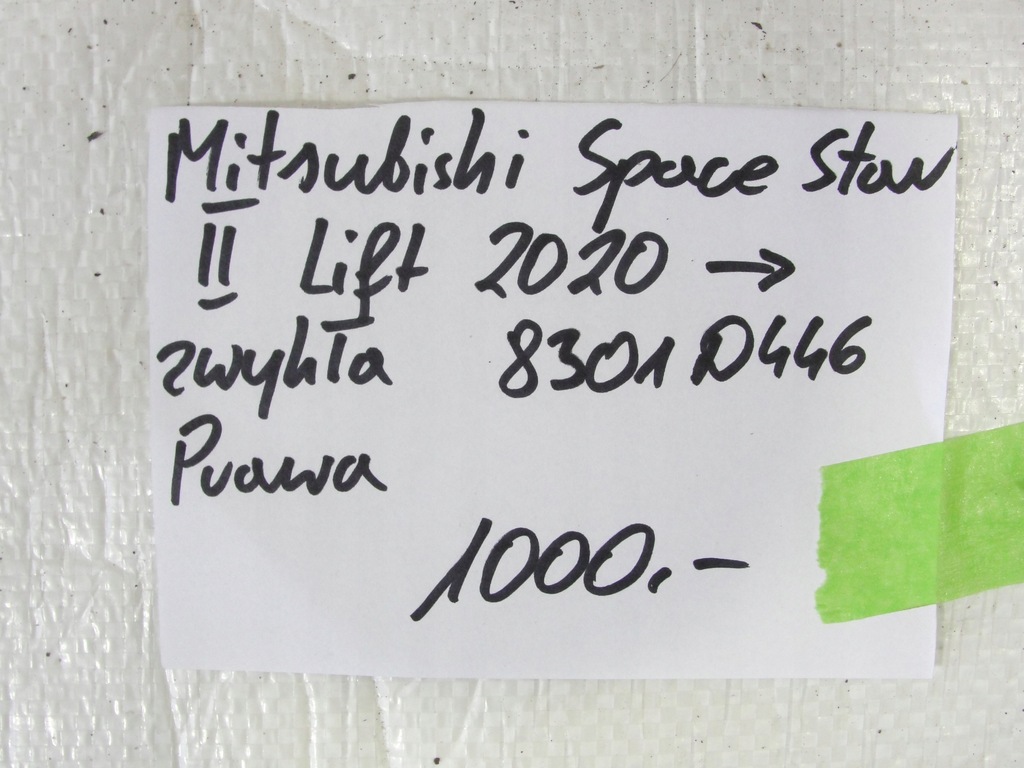 Mitsubishi Space Star
II Lift 2020 →
zwykła 8301D446
Prawa
1000,-